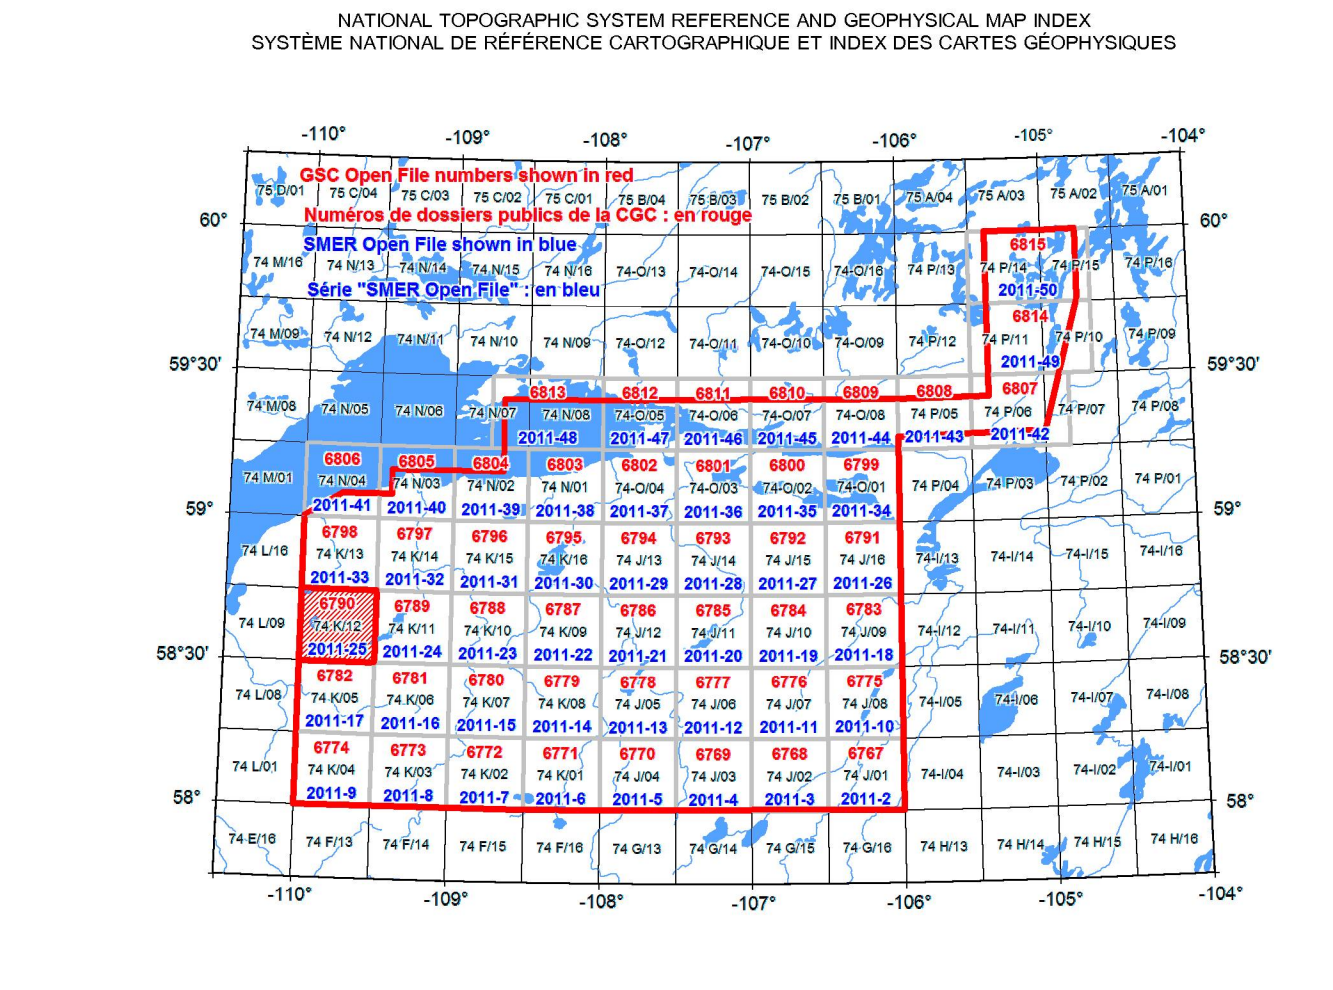 NATIONAL TOPOGRAPHIC SYSTEM REFERENCE AND GEOPHYSICAL MAP INDEX
SYSTÈME NATIONAL DE RÉFÉRENCE CARTOGRAPHIQUE ET INDEX DES CARTES GÉOPHYSIQUES
-110° -109° -108° -107° -106° -105° -104°
GSC Open File numbers shown in red
75 D/01 75 C/04 75 C/03 75 C/02 75 C/01 75 B/04 75 B/03 75 B/02 75 B/01 75 A/04 75 A/03 75 A/02 75 A/01
Numéros de dossiers publics de la CGC : en rouge
60° 60°
SMER Open File shown in blue
6815
74 M/16 74 N/13 74 N/14 74 N/15 74 N/16 74-O/13 74-O/14 74-O/15 74-O/16 74 P/13 74 P/14 74 P/15 74 P/16
Série "SMER Open File" : en bleu
2011-50
6814
74 M/09 74 N/12 74 N/11 74 N/10 74 N/09 74-O/12 74-O/11 74-O/10 74-O/09 74 P/12 74 P/11 74 P/10 74 P/09
2011-49
59°30' 59°30'
6813 6812 6811 6810 6809 6808 6807
74 M/08 74 N/05 74 N/06 74 N/07 74 N/08 74-O/05 74-O/06 74-O/07 74-O/08 74 P/05 74 P/06 74 P/07 74 P/08
2011-48 2011-47 2011-46 2011-45 2011-44 2011-43 2011-42
6806 6805 6804 6803 6802 6801 6800 6799
74 M/01 74 N/04 74 N/03 74 N/02 74 N/01 74-O/04 74-O/03 74-O/02 74-O/01 74 P/04 74 P/03 74 P/02 74 P/01
2011-41 2011-40 2011-39 2011-38 2011-37 2011-36 2011-35 2011-34
59° 59°
6798 6797 6796 6795 6794 6793 6792 6791
74 L/16 74 K/13 74 K/14 74 K/15 74 K/16 74 J/13 74 J/14 74 J/15 74 J/16 74-I/13 74-I/14 74-I/15 74-I/16
2011-33 2011-32 2011-31 2011-30 2011-29 2011-28 2011-27 2011-26
6790 6789 6788 6787 6786 6785 6784 6783
74 L/09 74 K/12 74 K/11 74 K/10 74 K/09 74 J/12 74 J/11 74 J/10 74 J/09 74-I/12 74-I/11 74-I/10 74-I/09
2011-25 2011-24 2011-23 2011-22 2011-21 2011-20 2011-19 2011-18
58°30' 58°30'
6782 6781 6780 6779 6778 6777 6776 6775
74 L/08 74 K/05 74 K/06 74 K/07 74 K/08 74 J/05 74 J/06 74 J/07 74 J/08 74-I/05 74-I/06 74-I/07 74-I/08
2011-17 2011-16 2011-15 2011-14 2011-13 2011-12 2011-11 2011-10
6774 6773 6772 6771 6770 6769 6768 6767
74 L/01 74 K/04 74 K/03 74 K/02 74 K/01 74 J/04 74 J/03 74 J/02 74 J/01 74-I/04 74-I/03 74-I/02 74-I/01
2011-9 2011-8 2011-7 2011-6 2011-5 2011-4 2011-3 2011-2
58° 58°
74 E/16 74 F/13 74 F/14 74 F/15 74 F/16 74 G/13 74 G/14 74 G/15 74 G/16 74 H/13 74 H/14 74 H/15 74 H/16
-110° -109° -108° -107° -106° -105° -104°